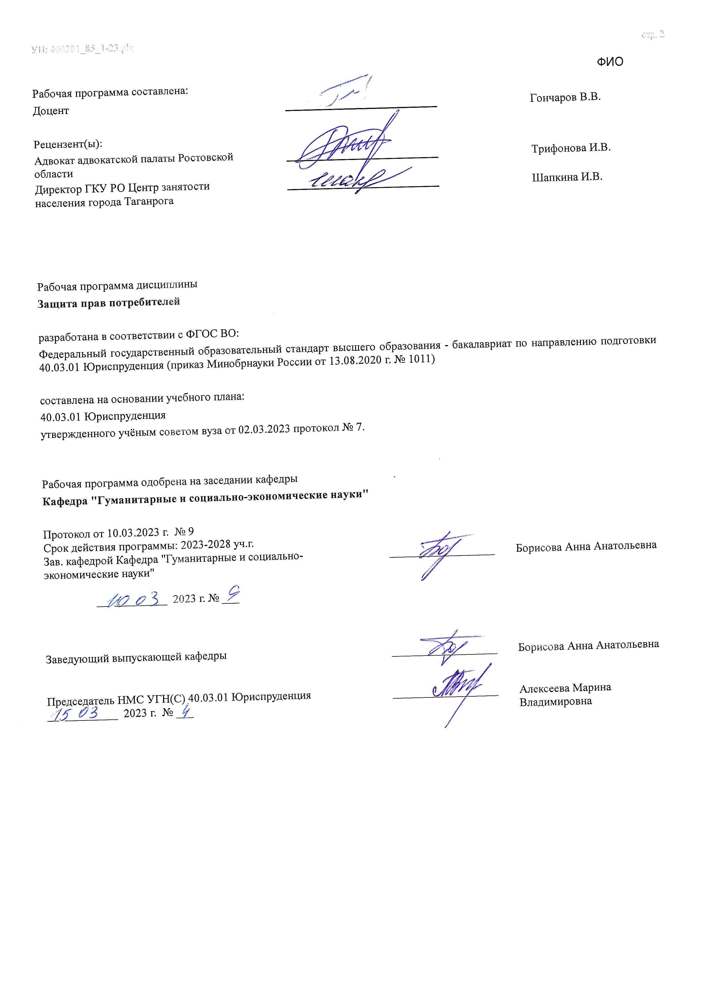 УП: 400301_85_1-23.plx
стр. 2
ФИО
Рабочая программа составлена:
Доцент
Гончаров В.В.
Рецензент(ы):
Адвокат адвокатской палаты Ростовской
области
Трифонова И.В.
Директор ГКУ РО Центр занятости
населения города Таганрога
Шапкина И.В.
Рабочая программа дисциплины
Защита прав потребителей
разработана в соответствии с ФГОС ВО:
Федеральный государственный образовательный стандарт высшего образования - бакалавриат по направлению подготовки
40.03.01 Юриспруденция (приказ Минобрнауки России от 13.08.2020 г. № 1011)
составлена на основании учебного плана:
40.03.01 Юриспруденция
утвержденного учёным советом вуза от 02.03.2023 протокол № 7.
Рабочая программа одобрена на заседании кафедры
Кафедра "Гуманитарные и социально-экономические науки"
Протокол от 10.03.2023 г. № 9
Срок действия программы: 2023-2028 уч.г.
Зав. кафедрой Кафедра "Гуманитарные и социально-
экономические науки"
Борисова Анна Анатольевна
10 03 2023 г. № 9
Заведующий выпускающей кафедры
Борисова Анна Анатольевна
Председатель НМС УГН(С) 40.03.01 Юриспруденция
Алексеева Марина
Владимировна
15 03 2023 г. № 4